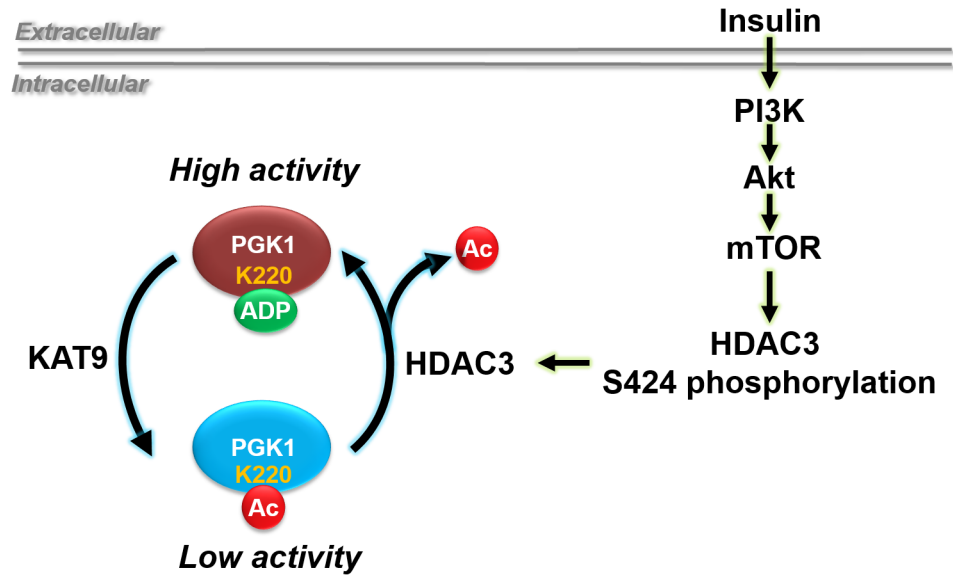 Extracellular
Intracellular
Insulin
PI3K
Akt
mTOR
HDAC3
S424 phosphorylation
High activity
PGK1
K220
ADP
Ac
KAT9
HDAC3
PGK1
K220
Ac
Low activity